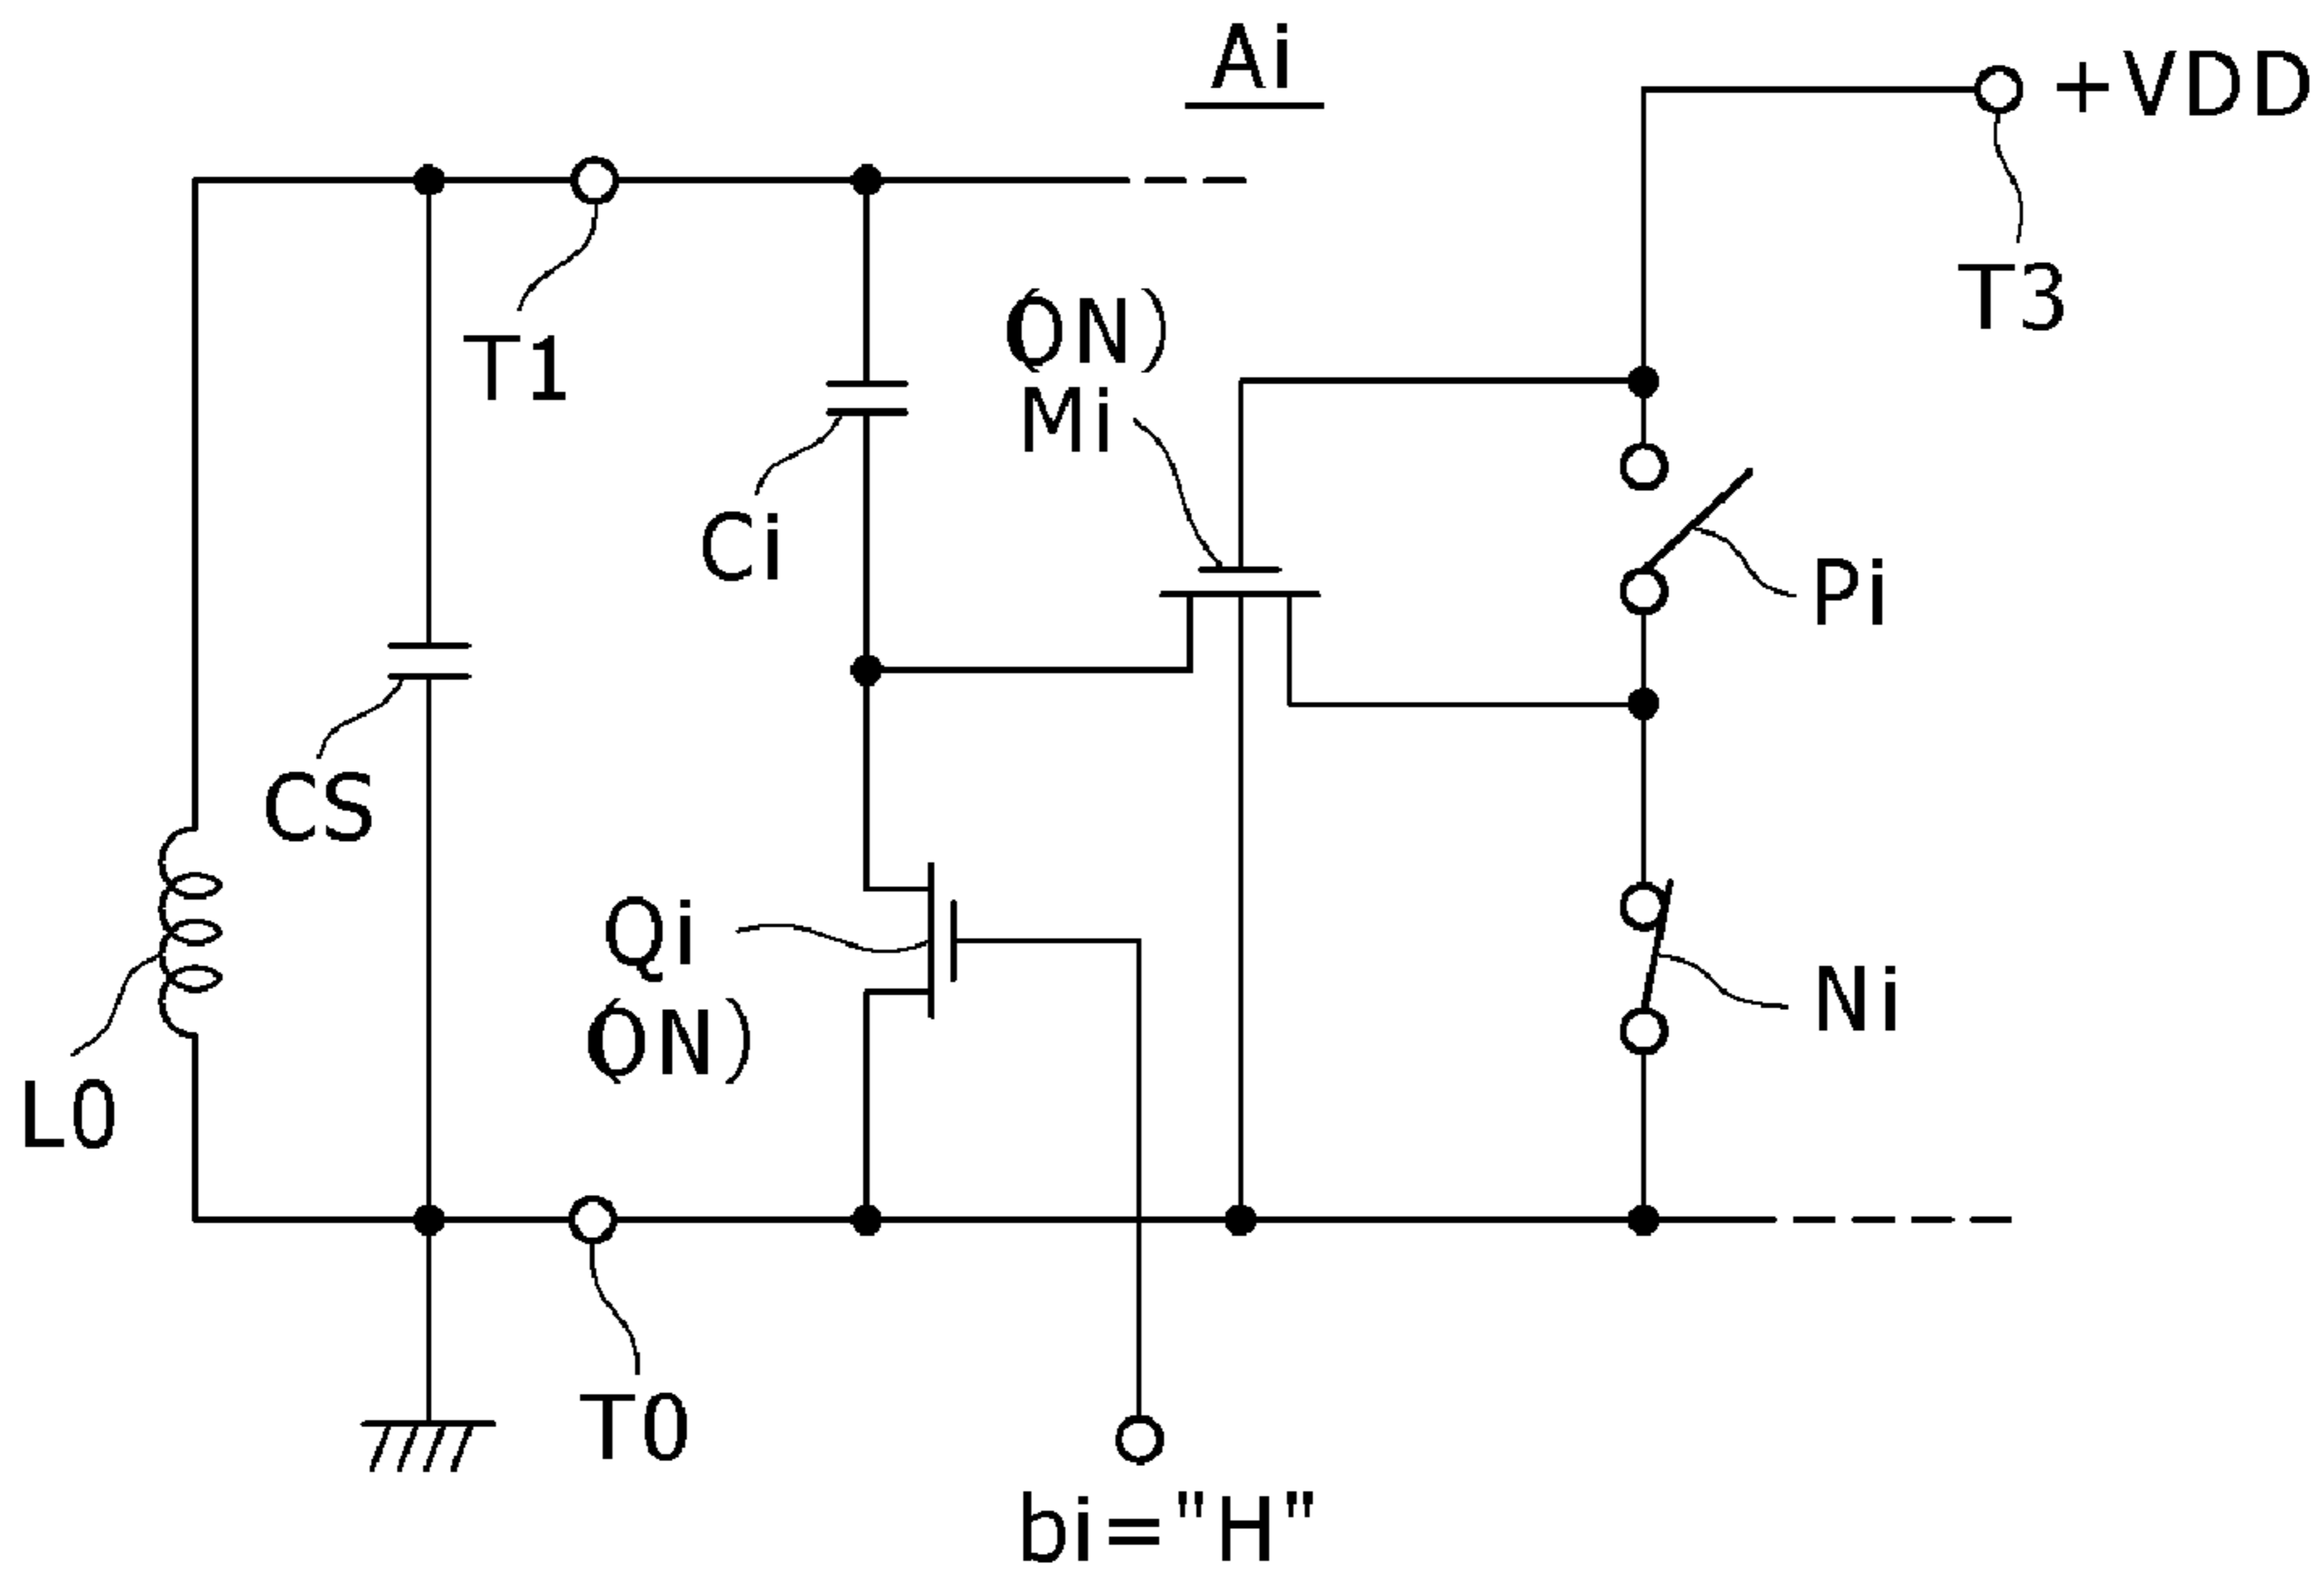 Ai
+VDD
T3
T1
(ON)
Mi
Ci
Pi
CS
Qi
(ON)
Ni
L0
T0
bi="H"